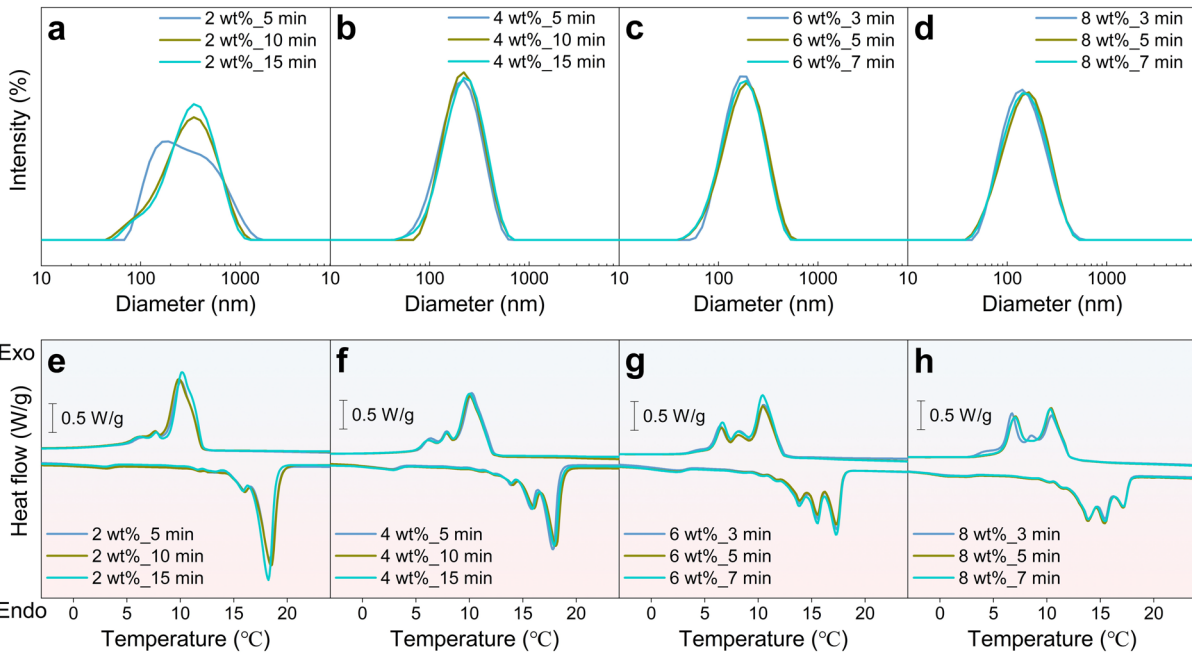 a
2 wt%_5 min
2 wt%_10 min
2 wt%_15 min
b
4 wt%_5 min
4 wt%_10 min
4 wt%_15 min
c
6 wt%_3 min
6 wt%_5 min
6 wt%_7 min
d
8 wt%_3 min
8 wt%_5 min
8 wt%_7 min
Intensity (%)
10 100 1000 10 100 1000 10 100 1000 10 100 1000
Diameter (nm) Diameter (nm) Diameter (nm) Diameter (nm)
Exo
e
0.5 W/g
2 wt%_5 min
2 wt%_10 min
2 wt%_15 min
f
0.5 W/g
4 wt%_5 min
4 wt%_10 min
4 wt%_15 min
g
0.5 W/g
6 wt%_3 min
6 wt%_5 min
6 wt%_7 min
h
0.5 W/g
8 wt%_3 min
8 wt%_5 min
8 wt%_7 min
Heat flow (W/g)
Endo
0 5 10 15 20 0 5 10 15 20 0 5 10 15 20 0 5 10 15 20
Temperature (℃) Temperature (℃) Temperature (℃) Temperature (℃)